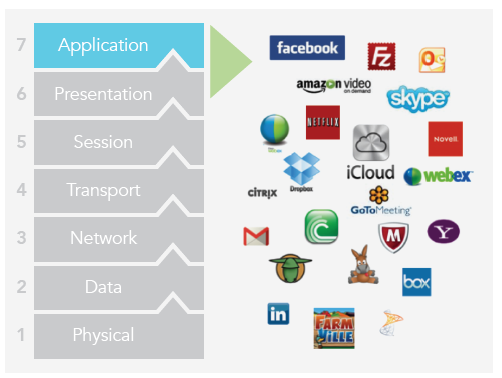 7 Application
6 Presentation
5 Session
4 Transport
3 Network
2 Data
1 Physical
facebook
Fz
amazon video
on demand
skype
NETFLIX
Novell.
iCloud
webex
Dropbox
CITRIX
GoToMeeting
M
Y
box
in
FARM
VILLE